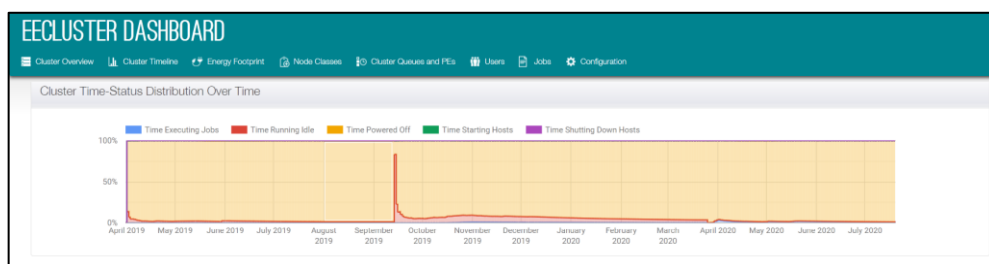 EECLUSTER DASHBOARD
Cluster Overview Cluster Timeline Energy Footprint Node Classes Cluster Queues and PEs Users Jobs Configuration
Cluster Time-Status Distribution Over Time
Time Executing Jobs Time Running Idle Time Powered Off Time Starting Hosts Time Shutting Down Hosts
100%
50%
0%
April 2019 May 2019 June 2019 July 2019 August 2019 September 2019 October 2019 November 2019 December 2019 January 2020 February 2020 March 2020 April 2020 May 2020 June 2020 July 2020